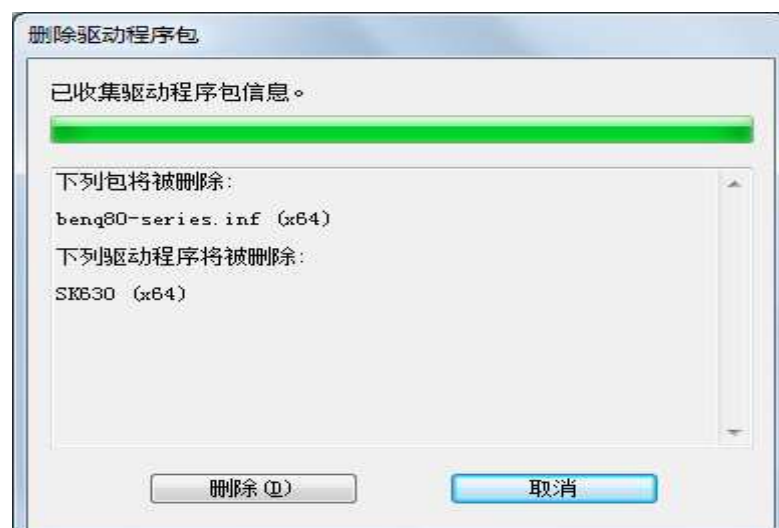 删除驱动程序包
已收集驱动程序包信息。
下列包将被删除:
benq80-series.inf (x64)
下列驱动程序将被删除:
SK630 (x64)
删除(D)
取消